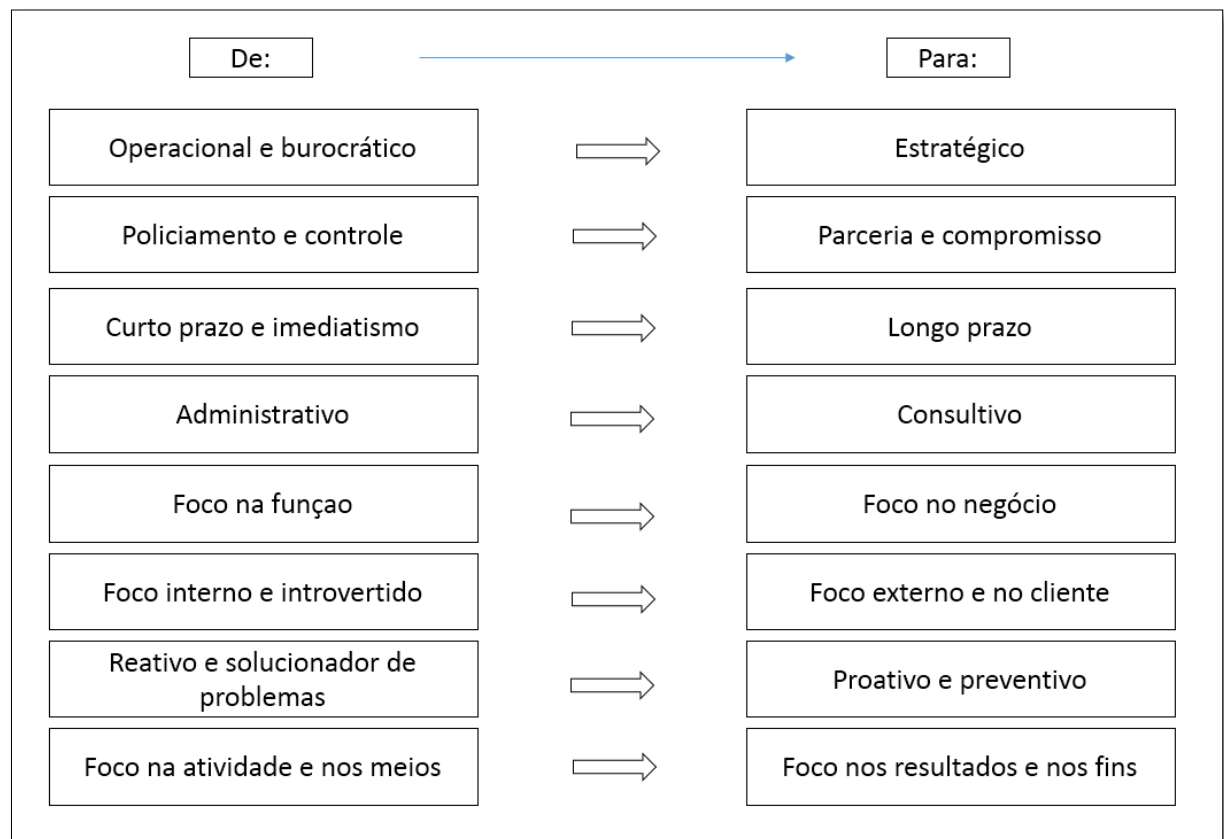 De:
Para:
Operacional e burocrático
Estratégico
Policiamento e controle
Parceria e compromisso
Curto prazo e imediatismo
Longo prazo
Administrativo
Consultivo
Foco na funçao
Foco no negócio
Foco interno e introvertido
Foco externo e no cliente
Reativo e solucionador de
problemas
Proativo e preventivo
Foco na atividade e nos meios
Foco nos resultados e nos fins